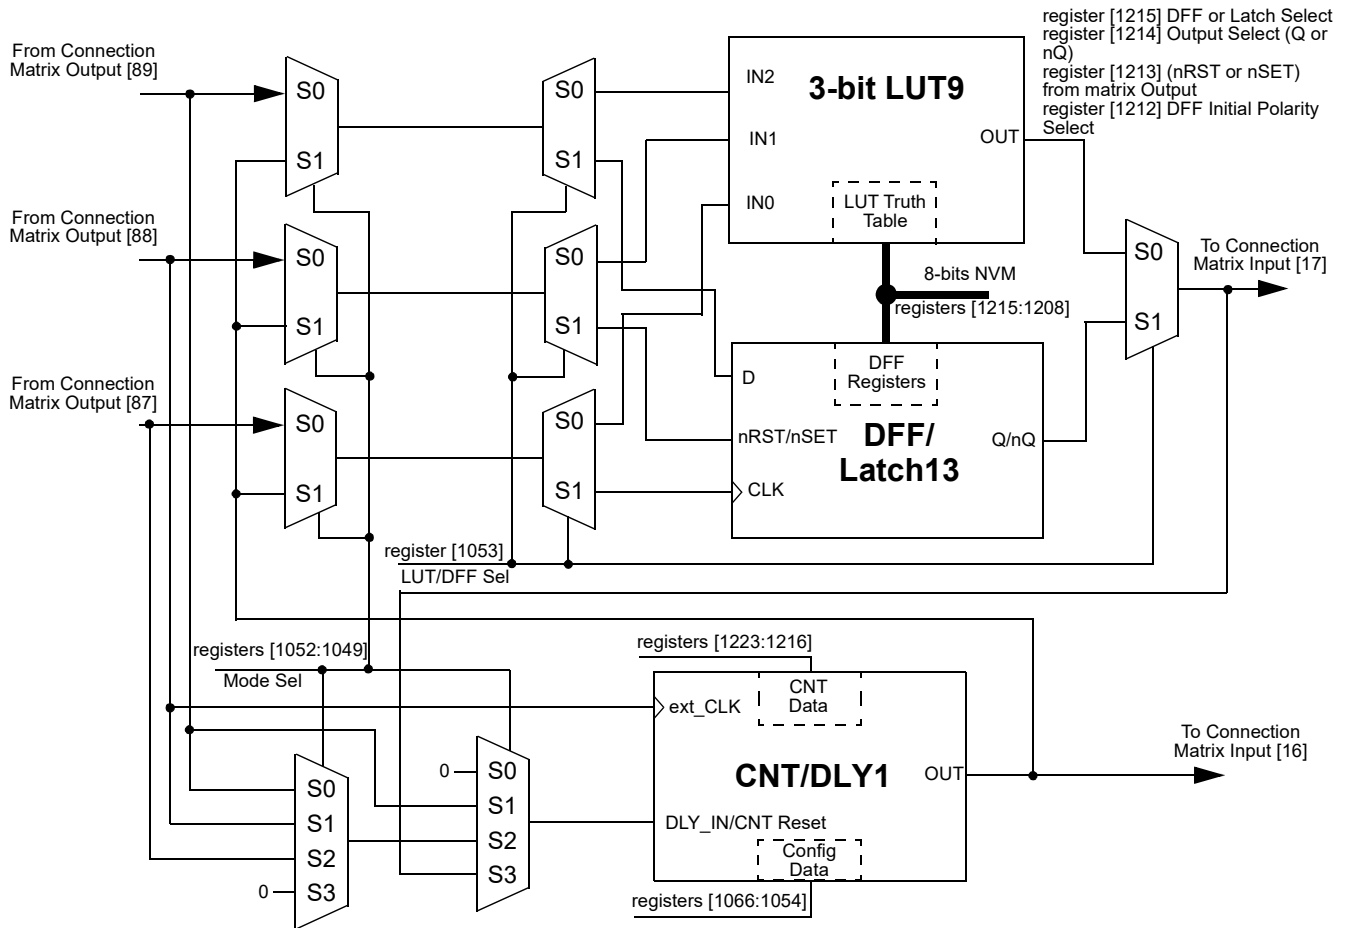 register [1215] DFF or Latch Select
register [1214] Output Select (Q or
nQ)
register [1213] (nRST or nSET)
from matrix Output
register [1212] DFF Initial Polarity
Select
From Connection
Matrix Output [89]
S0
S1
S0
S1
IN2
IN1
IN0
3-bit LUT9
OUT
LUT Truth
Table
From Connection
Matrix Output [88]
S0
S1
S0
S1
8-bits NVM
registers [1215:1208]
S0
S1
To Connection
Matrix Input [17]
From Connection
Matrix Output [87]
S0
S1
S0
S1
DFF
Registers
D
nRST/nSET
CLK
DFF/
Latch13
Q/nQ
register [1053]
LUT/DFF Sel
registers [1052:1049]
Mode Sel
registers [1223:1216]
CNT
Data
ext_CLK
CNT/DLY1
OUT
To Connection
Matrix Input [16]
DLY_IN/CNT Reset
Config
Data
registers [1066:1054]
0
S0
S1
S2
S3
S0
S1
S2
0
S3